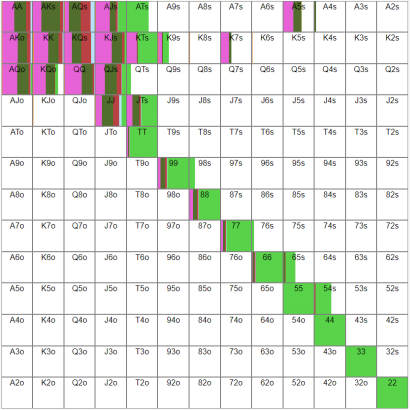 AA AKs AQs AJs ATs A9s A8s A7s A6s A5s A4s A3s A2s
AKo KK KQs KJs KTs K9s K8s K7s K6s K5s K4s K3s K2s
AQo KQo QQ QJs QTs Q9s Q8s Q7s Q6s Q5s Q4s Q3s Q2s
AJo KJo QJo JJ JTs J9s J8s J7s J6s J5s J4s J3s J2s
ATo KTo QTo JTo TT T9s T8s T7s T6s T5s T4s T3s T2s
A9o K9o Q9o J9o T9o 99 98s 97s 96s 95s 94s 93s 92s
A8o K8o Q8o J8o T8o 98o 88 87s 86s 85s 84s 83s 82s
A7o K7o Q7o J7o T7o 97o 87o 77 76s 75s 74s 73s 72s
A6o K6o Q6o J6o T6o 96o 86o 76o 66 65s 64s 63s 62s
A5o K5o Q5o J5o T5o 95o 85o 75o 65o 55 54s 53s 52s
A4o K4o Q4o J4o T4o 94o 84o 74o 64o 54o 44 43s 42s
A3o K3o Q3o J3o T3o 93o 83o 73o 63o 53o 43o 33 32s
A2o K2o Q2o J2o T2o 92o 82o 72o 62o 52o 42o 32o 22